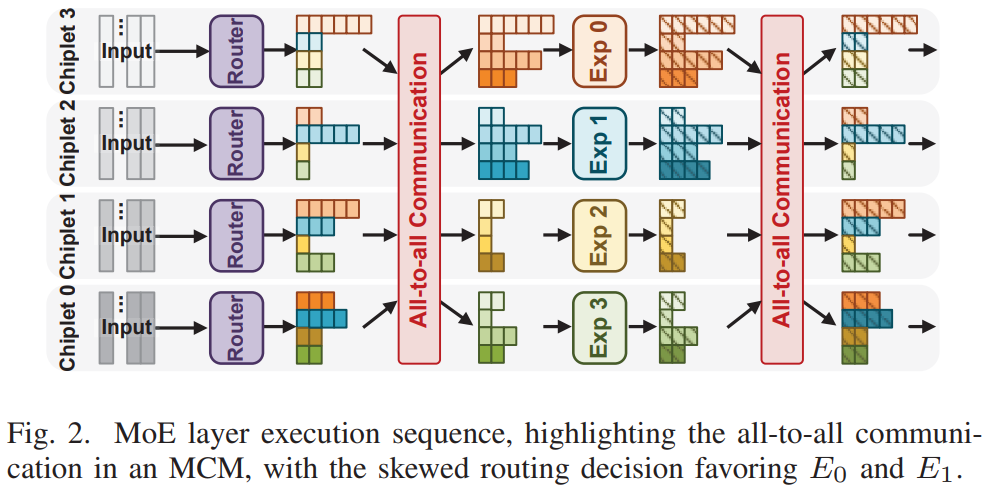 Chiplet 3
...
Input
Router
Exp 0
Chiplet 2
...
Input
Router
Exp 1
Chiplet 1
...
Input
Router
Exp 2
Chiplet 0
...
Input
Router
Exp 3
All-to-all Communication
All-to-all Communication
Fig. 2. MoE layer execution sequence, highlighting the all-to-all communi-
cation in an MCM, with the skewed routing decision favoring E0 and E1.